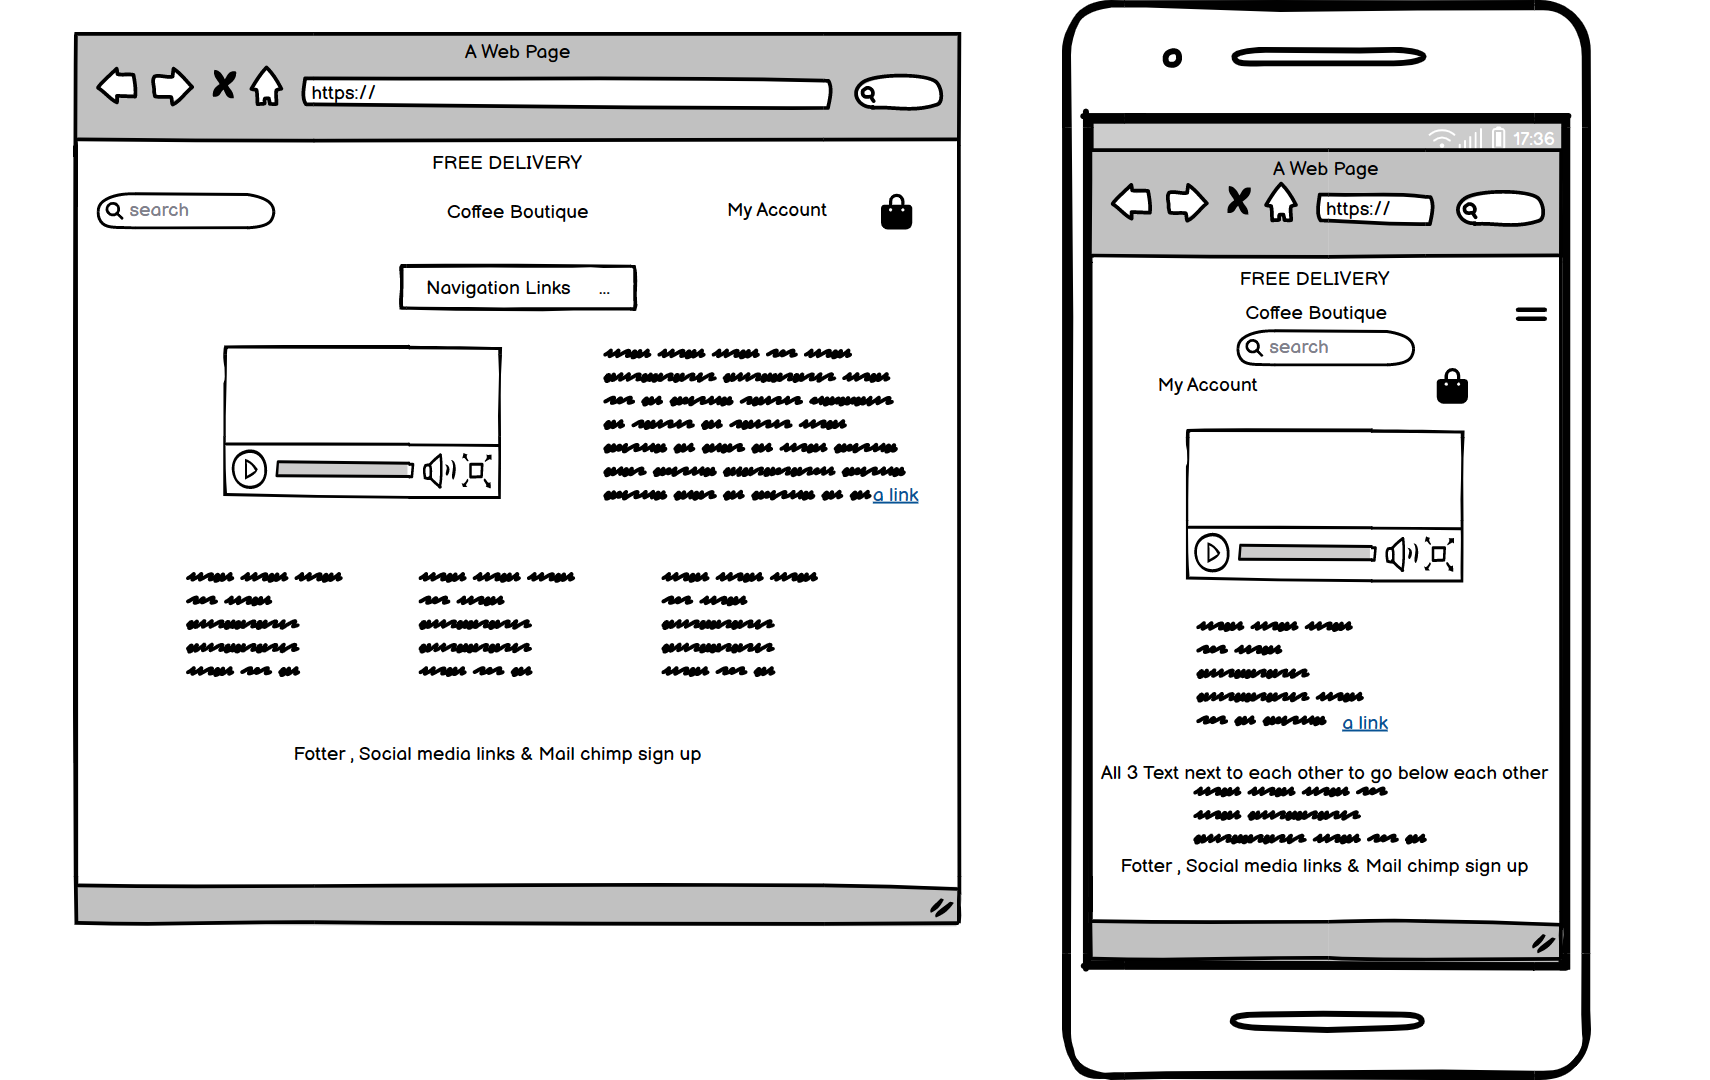 A Web Page
https://
FREE DELIVERY
search
Coffee Boutique
My Account
Navigation Links ...
a link
Fotter , Social media links & Mail chimp sign up
17:36
A Web Page
https://
FREE DELIVERY
Coffee Boutique
search
My Account
a link
All 3 Text next to each other to go below each other
Fotter , Social media links & Mail chimp sign up